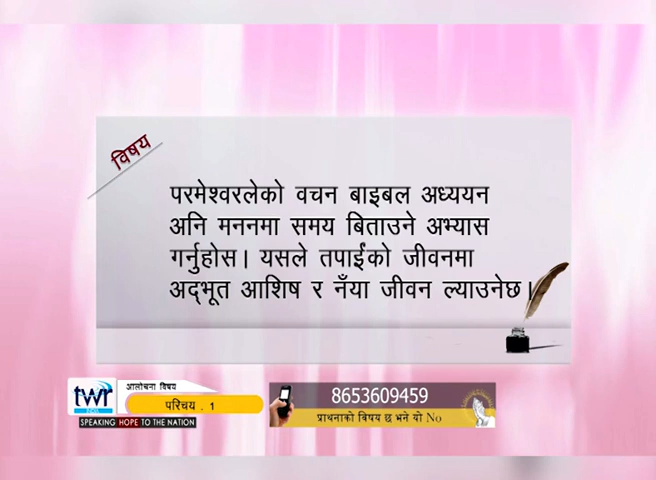 विषय
परमेश्वरलेको वचन बाइबल अध्ययन
अनि मननमा समय बिताउने अभ्यास
गर्नुहोस। यसले तपाईंको जीवनमा
अद्भूत आशिष र नँया जीवन ल्याउनेछ।
twr
INDIA
SPEAKING HOPE TO THE NATION
आलोचना विषय
परिचय . 1
8653609459
प्राथनाको विषय छ भने यो No